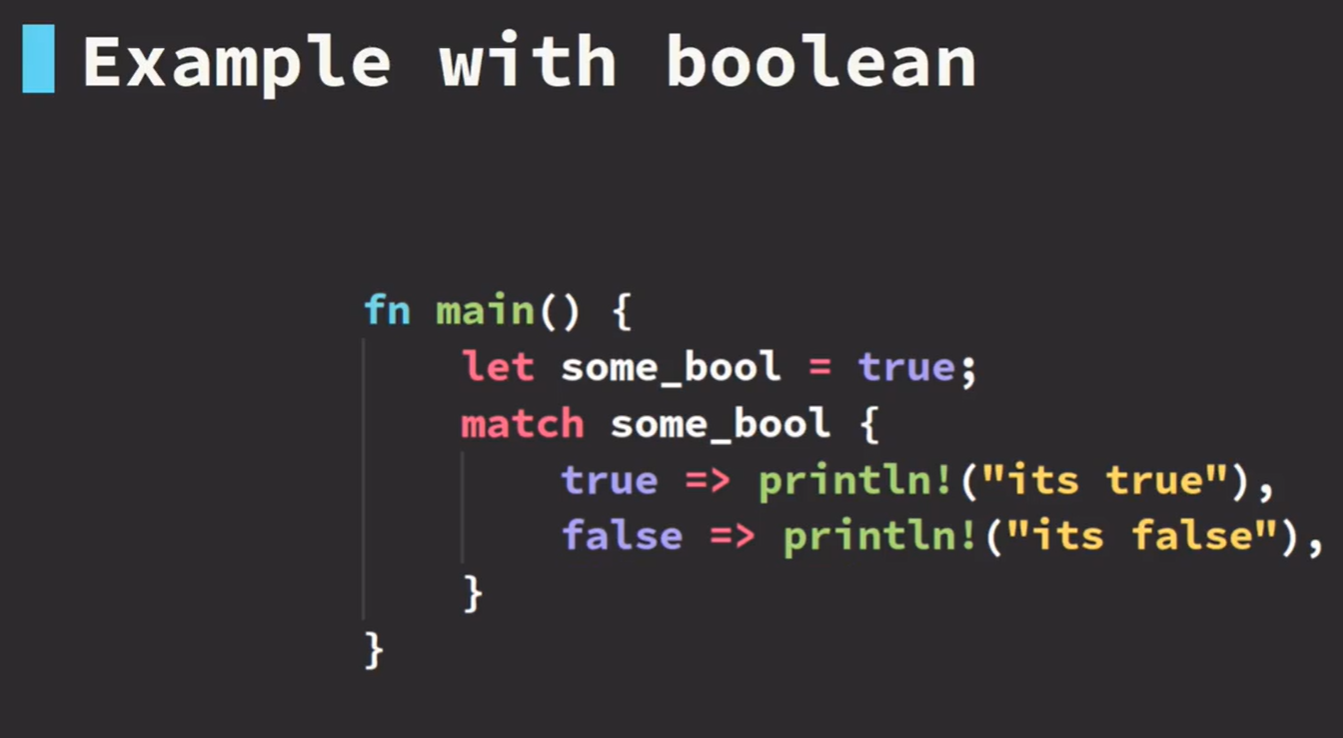 Example with boolean
fn main() {
    let some_bool = true;
    match some_bool {
        true => println!("its true"),
        false => println!("its false"),
    }
}